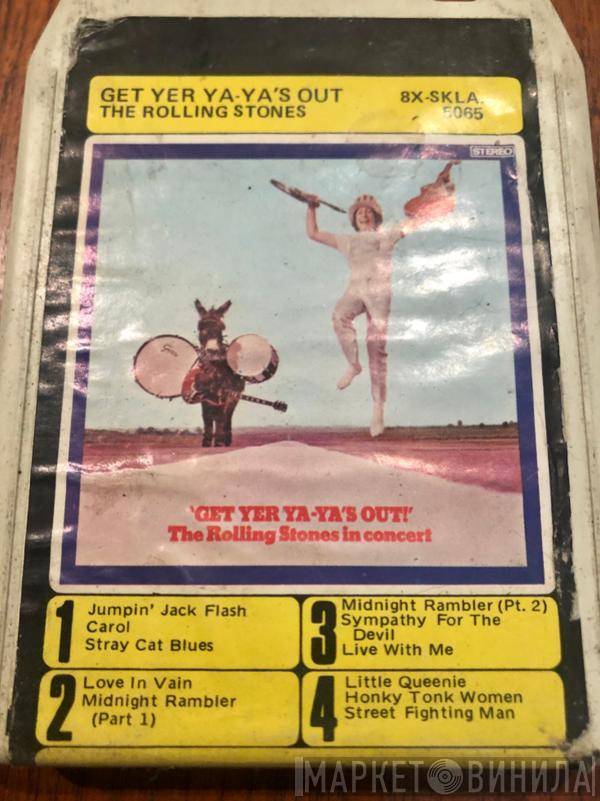 GET YER YA-YA'S OUT
THE ROLLING STONES
8X-SKLA.
5065
STEREO
'GET YER YA-YA'S OUT!'
The Rolling Stones in concert
1
Jumpin' Jack Flash
Carol
Stray Cat Blues
2
Love In Vain
Midnight Rambler
(Part 1)
3
Midnight Rambler (Pt. 2)
Sympathy For The
Devil
Live With Me
4
Little Queenie
Honky Tonk Women
Street Fighting Man
МАРКЕТ ВИНИЛА